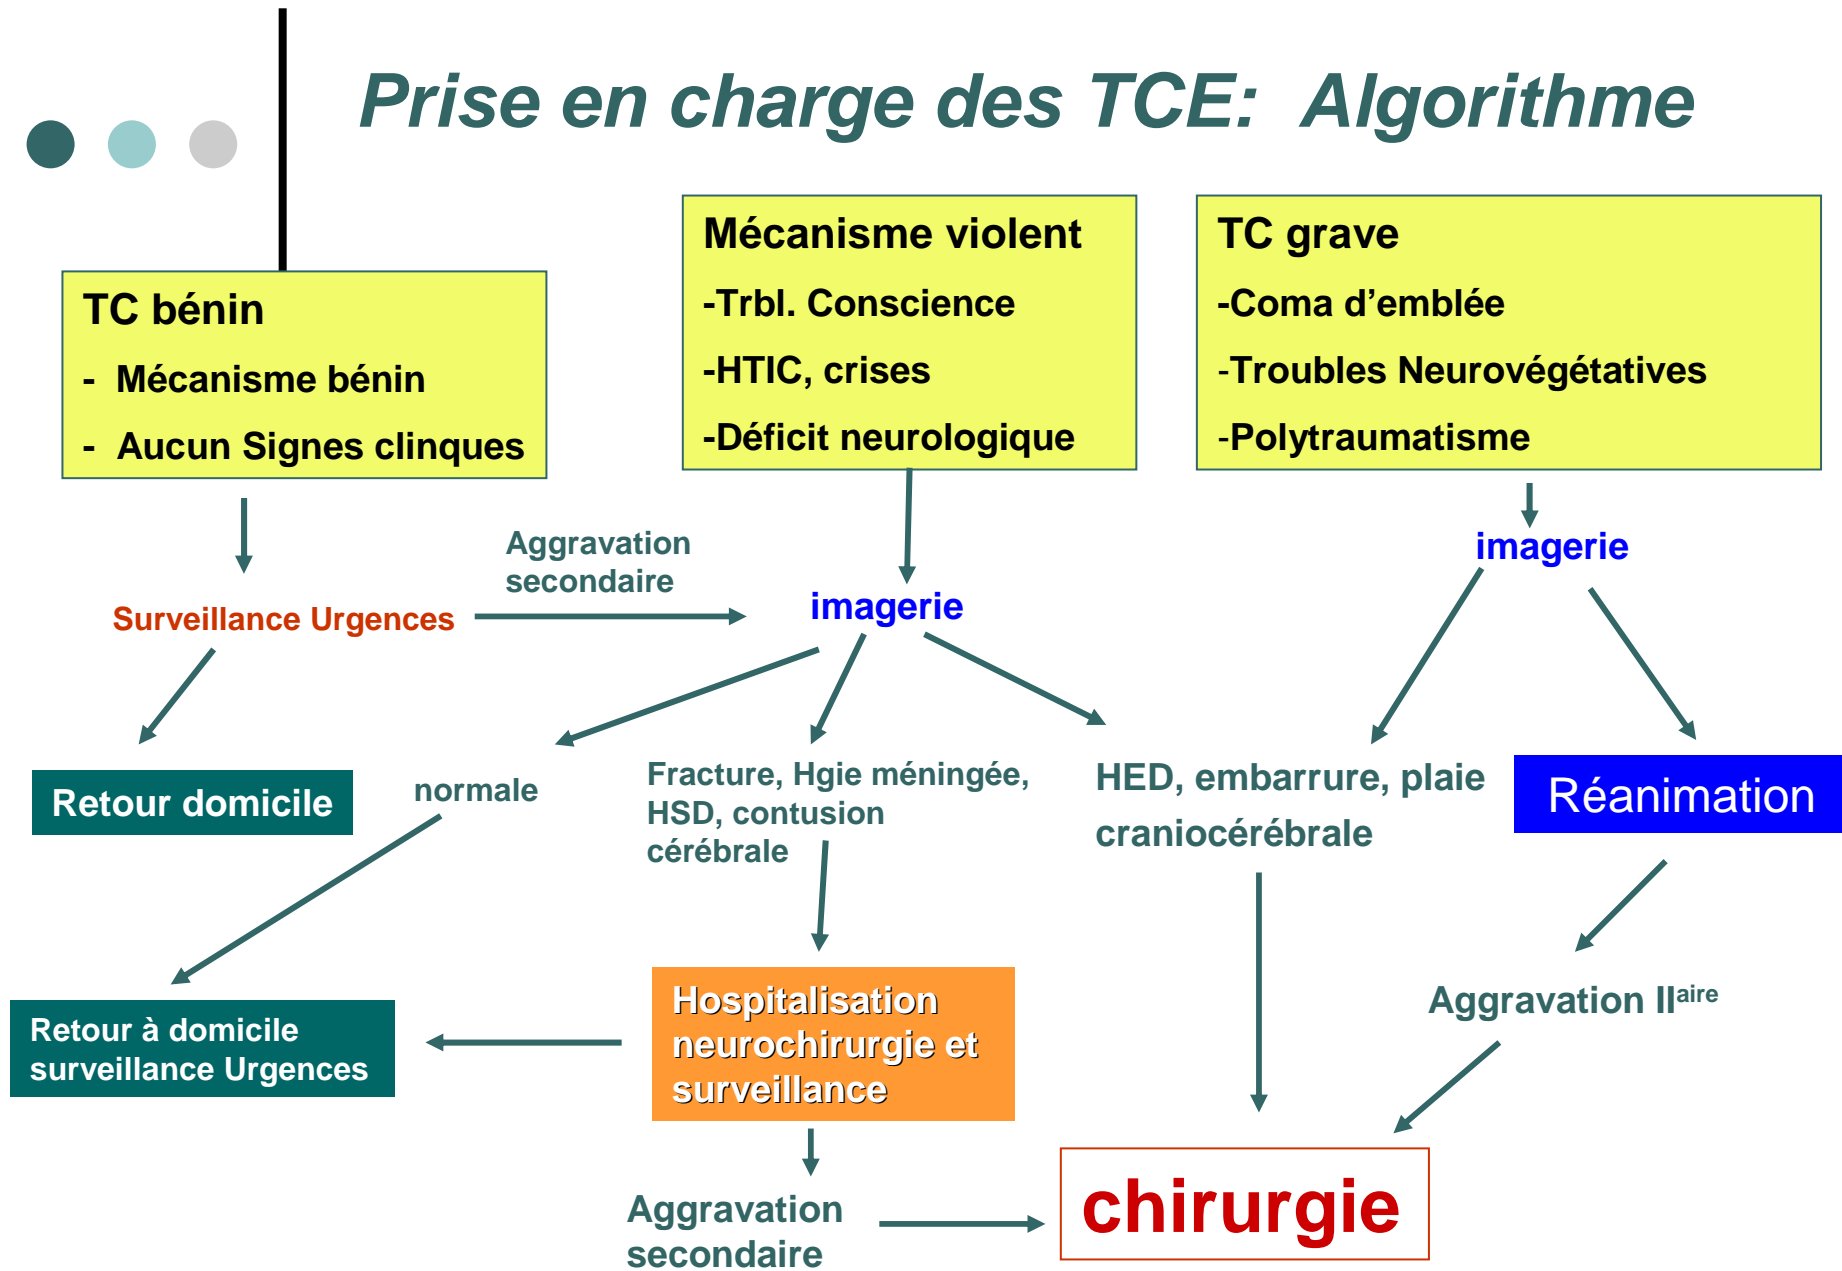 Prise en charge des TCE: Algorithme
TC bénin
- Mécanisme bénin
- Aucun Signes clinques
Mécanisme violent
-Trbl. Conscience
-HTIC, crises
-Déficit neurologique
TC grave
-Coma d’emblée
-Troubles Neurovégétatives
-Polytraumatisme
Aggravation
secondaire
imagerie
Surveillance Urgences
imagerie
Retour domicile
normale
Fracture, Hgie méningée,
HSD, contusion
cérébrale
HED, embarrure, plaie
craniocérébrale
Réanimation
Retour à domicile
surveillance Urgences
Hospitalisation
neurochirurgie et
surveillance
Aggravation IIaire
Aggravation
secondaire
chirurgie